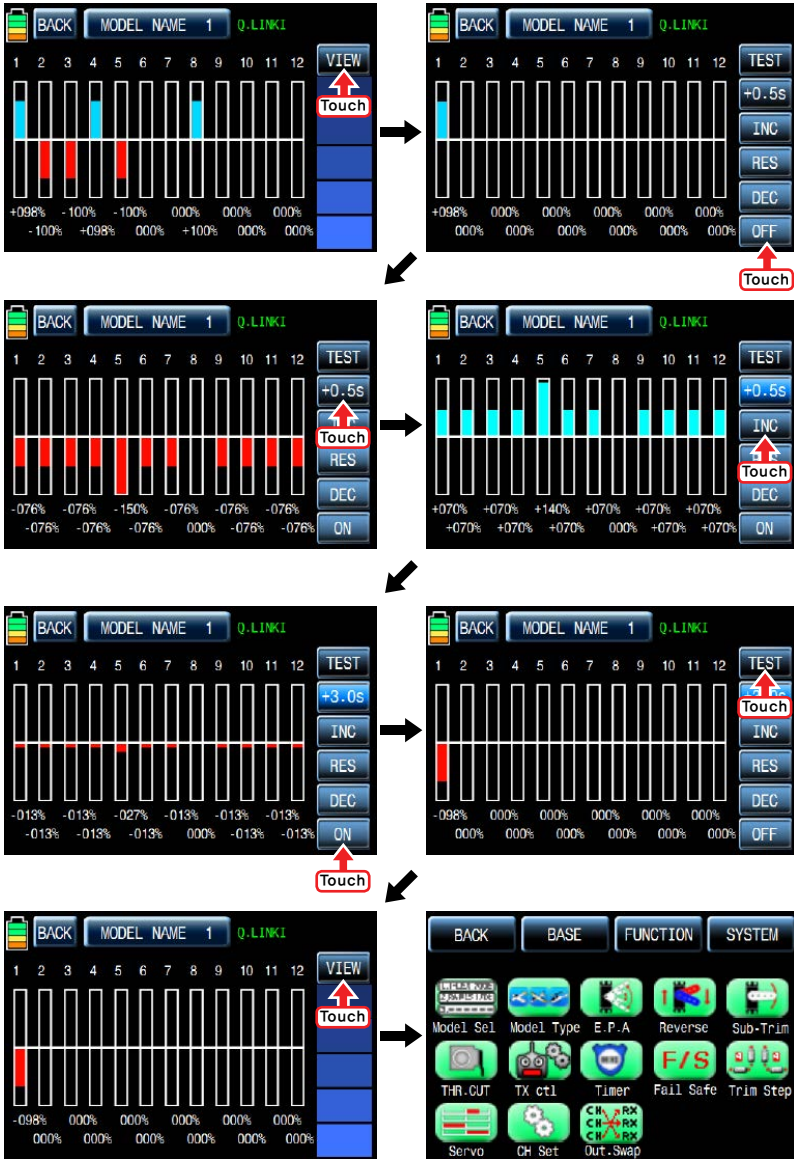 BACK MODEL NAME 1 Q.LINKI
1 2 3 4 5 6 7 8 9 10 11 12 VIEW
Touch
+098% -100% -100% 000% 000% 000%
-100% +098% 000% +100% 000% 000%
BACK MODEL NAME 1 Q.LINKI
1 2 3 4 5 6 7 8 9 10 11 12 TEST
+0.5s
INC
RES
DEC
+098% 000% 000% 000% 000% 000%
000% 000% 000% 000% 000% 000% OFF
Touch
BACK MODEL NAME 1 Q.LINKI
1 2 3 4 5 6 7 8 9 10 11 12 TEST
+0.5s
Touch
RES
DEC
-076% -076% -150% -076% -076% -076%
-076% -076% -076% 000% -076% -076% ON
BACK MODEL NAME 1 Q.LINKI
1 2 3 4 5 6 7 8 9 10 11 12 TEST
+0.5s
INC
Touch
DEC
+070% +070% +140% +070% +070% +070%
+070% +070% +070% 000% +070% +070% ON
BACK MODEL NAME 1 Q.LINKI
1 2 3 4 5 6 7 8 9 10 11 12 TEST
+3.0s
INC
RES
DEC
-013% -013% -027% -013% -013% -013%
-013% -013% -013% 000% -013% -013% ON
Touch
BACK MODEL NAME 1 Q.LINKI
1 2 3 4 5 6 7 8 9 10 11 12 TEST
Touch
INC
RES
DEC
-098% 000% 000% 000% 000% 000%
000% 000% 000% 000% 000% 000% OFF
BACK MODEL NAME 1 Q.LINKI
1 2 3 4 5 6 7 8 9 10 11 12 VIEW
Touch
-098% 000% 000% 000% 000% 000%
000% 000% 000% 000% 000% 000%
BACK BASE FUNCTION SYSTEM
Model Sel Model Type E.P.A Reverse Sub-Trim
F/S
THR.CUT TX ctl Timer Fail Safe Trim Step
CH RX
CH RX
CH RX
Servo CH Set Out.Swap